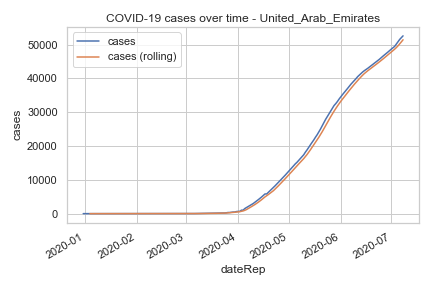 COVID-19 cases over time - United_Arab_Emirates
cases
cases (rolling)
50000
40000
30000
20000
10000
0
cases
2020-01
2020-02
2020-03
2020-04
2020-05
2020-06
2020-07
dateRep